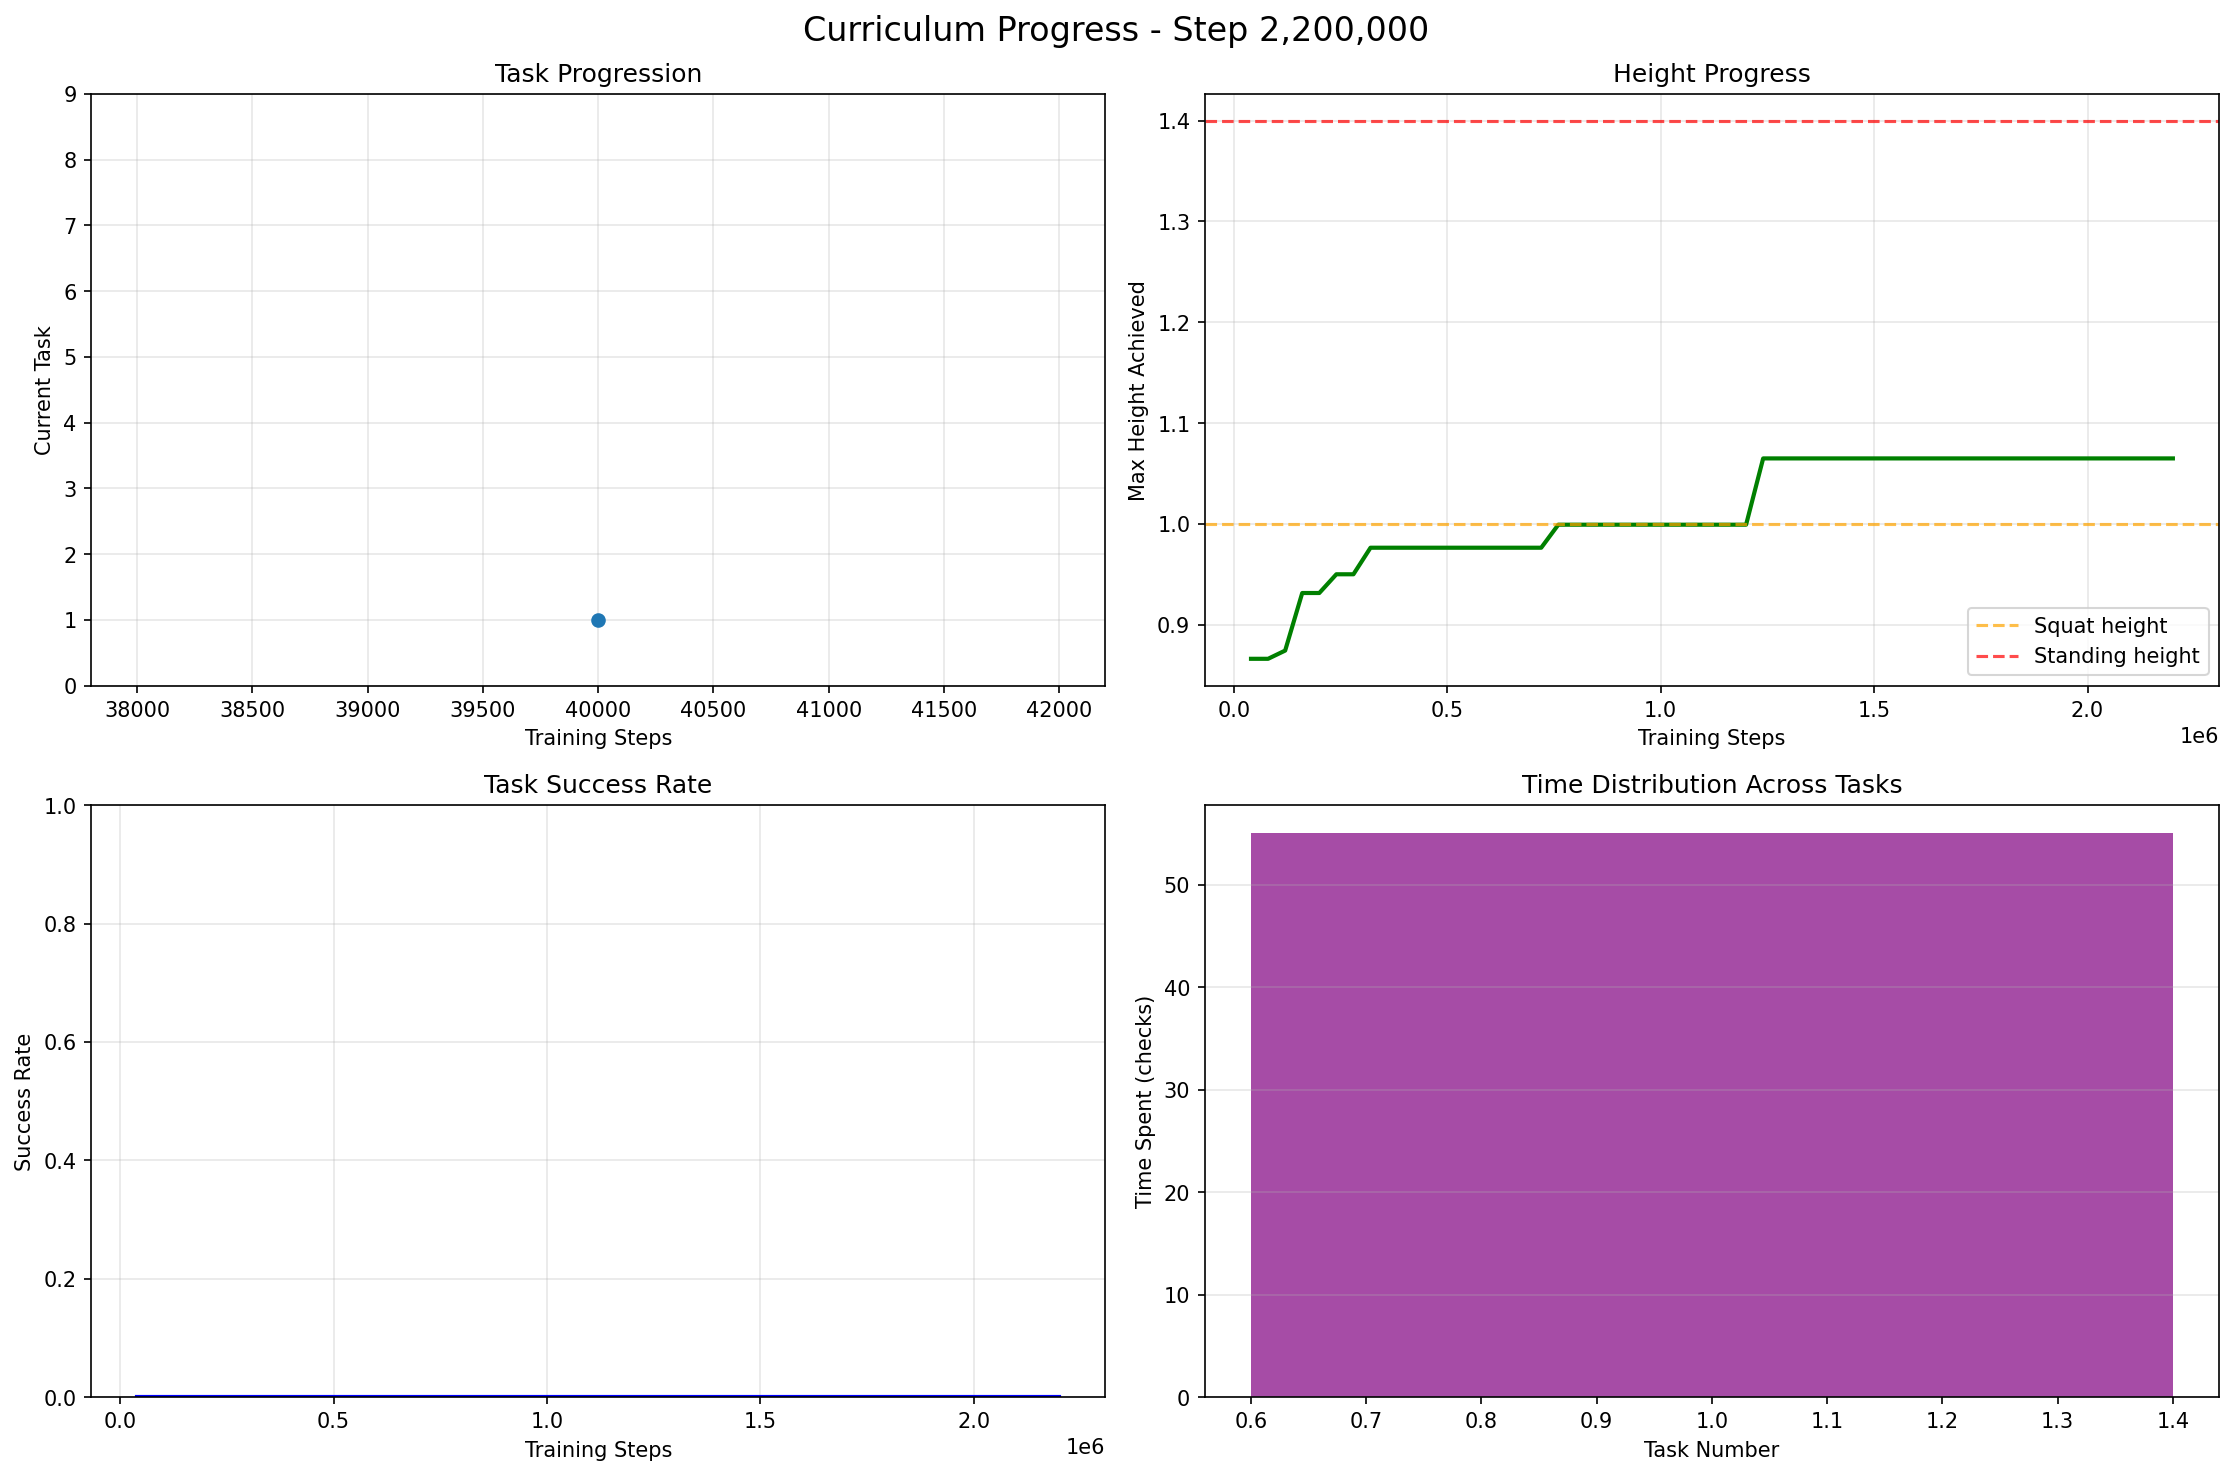 Curriculum Progress - Step 2,200,000
Task Progression
9
8
7
6
5
4
3
2
1
0
Current Task
38000 38500 39000 39500 40000 40500 41000 41500 42000
Training Steps
Height Progress
1.4
1.3
1.2
1.1
1.0
0.9
Max Height Achieved
Squat height
Standing height
0.0 0.5 1.0 1.5 2.0
1e6
Training Steps
Task Success Rate
1.0
0.8
0.6
0.4
0.2
0.0
Success Rate
0.0 0.5 1.0 1.5 2.0
1e6
Training Steps
Time Distribution Across Tasks
50
40
30
20
10
0
Time Spent (checks)
0.6 0.7 0.8 0.9 1.0 1.1 1.2 1.3 1.4
Task Number